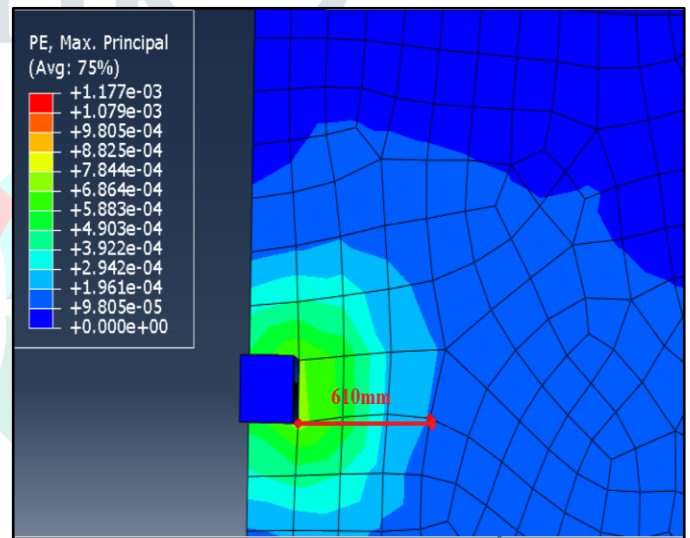 PE, Max. Principal
(Avg: 75%)
+1.177e-03
+1.079e-03
+9.805e-04
+8.825e-04
+7.844e-04
+6.864e-04
+5.883e-04
+4.903e-04
+3.922e-04
+2.942e-04
+1.961e-04
+9.805e-05
+0.000e+00
610mm